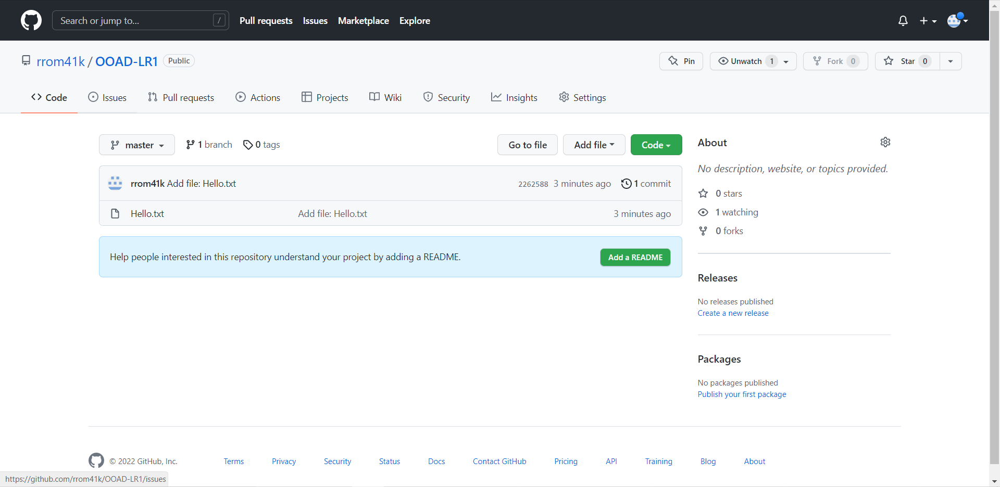 Search or jump to... / Pull requests Issues Marketplace Explore
rrom41k / OOAD-LR1 Public Pin Unwatch 1 Fork 0 Star 0
Code Issues Pull requests Actions Projects Wiki Security Insights Settings
master 1 branch 0 tags Go to file Add file Code
rrom41k Add file: Hello.txt 2262588 3 minutes ago 1 commit
Hello.txt Add file: Hello.txt 3 minutes ago
Help people interested in this repository understand your project by adding a README. Add a README
About
No description, website, or topics provided.
0 stars
1 watching
0 forks
Releases
No releases published
Create a new release
Packages
No packages published
Publish your first package
© 2022 GitHub, Inc. Terms Privacy Security Status Docs Contact GitHub Pricing API Training Blog About
https://github.com/rrom41k/OOAD-LR1/issues